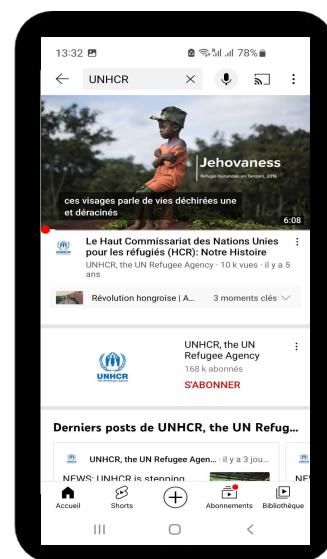 13:32
78%
UNHCR
Jehovaness
Réfugiée burundais en Tanzanie, 2016
ces visages parle de vies déchirées une
et déracinés
6:08
UNHCR
Le Haut Commissariat des Nations Unies
pour les réfugiés (HCR): Notre Histoire
UNHCR, the UN Refugee Agency · 10 k vues · il y a 5
ans
Révolution hongroise | A...
3 moments clés
UNHCR, the UN
Refugee Agency
168 k abonnés
S'ABONNER
UNHCR
Derniers posts de UNHCR, the UN Refug...
UNHCR, the UN Refugee Agen... · il y a 3 jou...
NEWS: UNHCR is stepping
NE
Accueil
Shorts
Abonnements
Bibliothèque